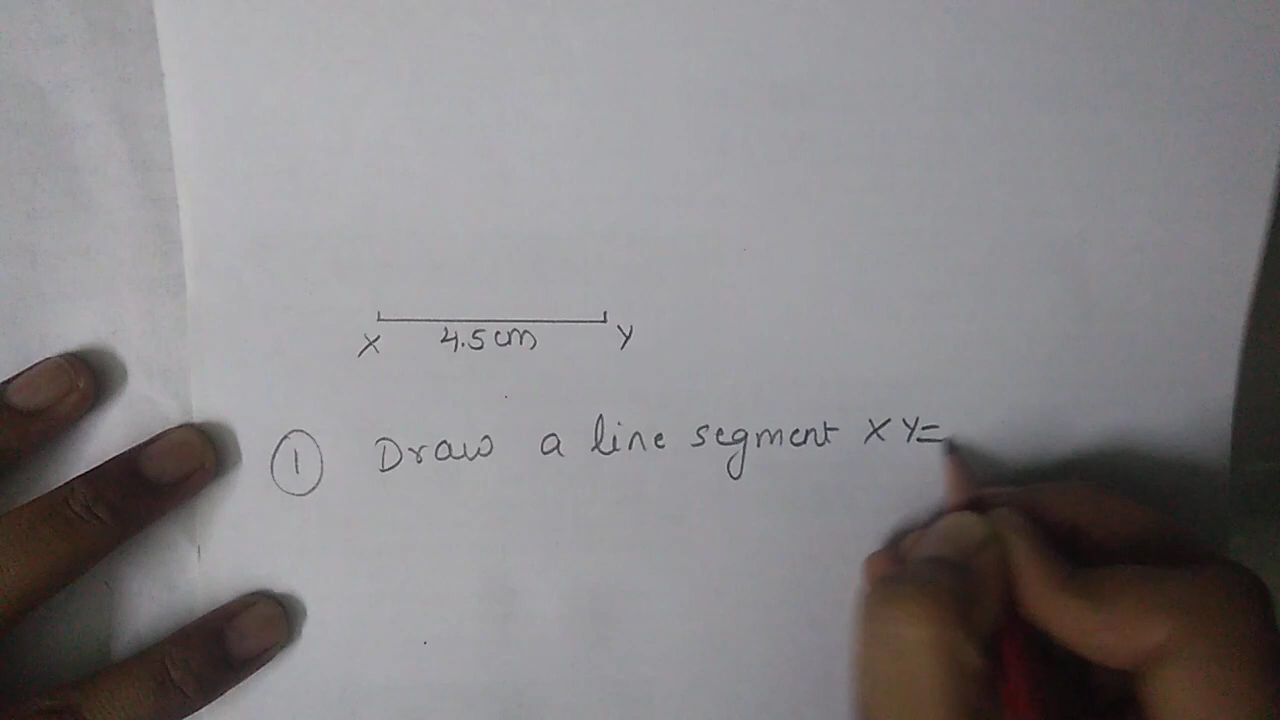 X 4.5 cm Y
① Draw a line segment XY=